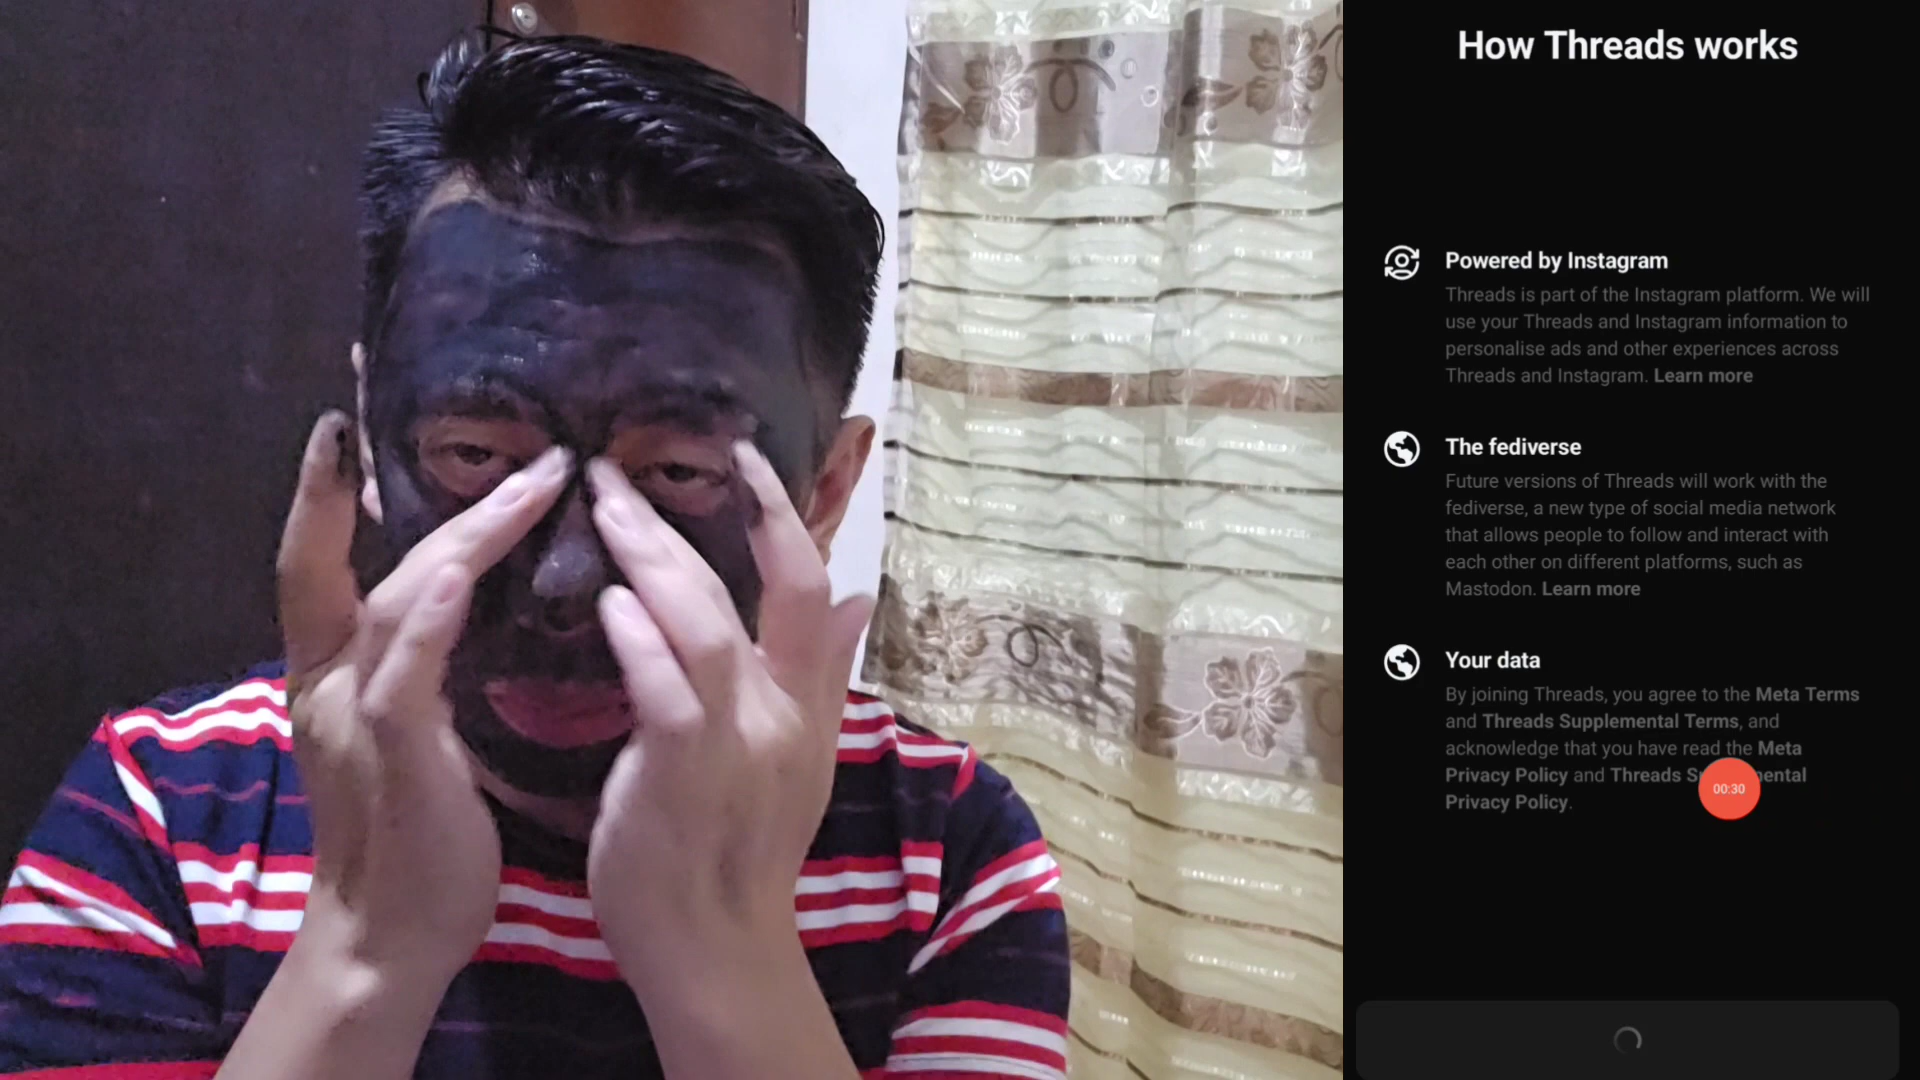 How Threads works
Powered by Instagram
Threads is part of the Instagram platform. We will
use your Threads and Instagram information to
personalise ads and other experiences across
Threads and Instagram. Learn more
The fediverse
Future versions of Threads will work with the
fediverse, a new type of social media network
that allows people to follow and interact with
each other on different platforms, such as
Mastodon. Learn more
Your data
By joining Threads, you agree to the Meta Terms
and Threads Supplemental Terms, and
acknowledge that you have read the Meta
Privacy Policy and Threads
00:30
Privacy Policy.